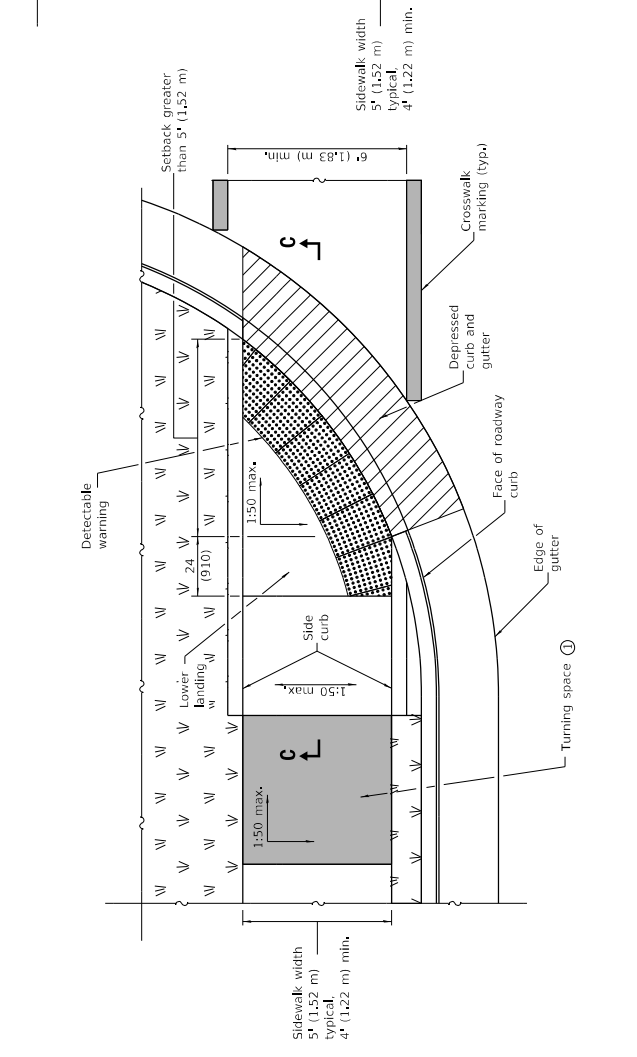 Sidewalk width
5' (1.52 m)
typical,
4' (1.22 m) min.
Setback greater
than 5' (1.52 m)
6' (1.83 m) min.
Crosswalk
marking (typ.)
C
Depressed
curb and
gutter
Detectable
warning
1:50 max.
Face of roadway
curb
24
(910)
Edge of
gutter
Lower
landing
Side
curb
1:50 max.
C
Turning space 1
1:50 max.
Sidewalk width
5' (1.52 m)
typical,
4' (1.22 m) min.